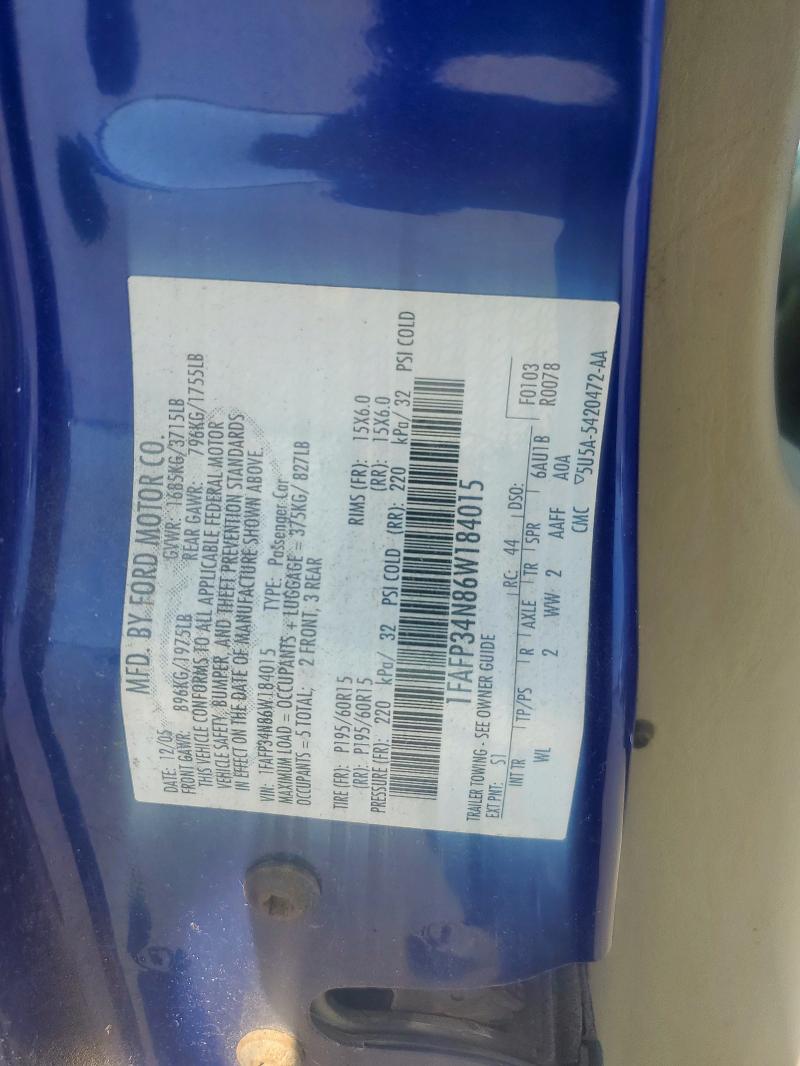 MFD. BY FORD MOTOR CO.
DATE: 12/05 GVWR: 1685KG/3715LB
FRONT GAWR: 896KG/1975LB REAR GAWR: 796KG/1755LB
THIS VEHICLE CONFORMS TO ALL APPLICABLE FEDERAL MOTOR
VEHICLE SAFETY, BUMPER, AND THEFT PREVENTION STANDARDS
IN EFFECT ON THE DATE OF MANUFACTURE SHOWN ABOVE.
VIN: 1FAFP34N86W184015 TYPE: Passenger Car
MAXIMUM LOAD = OCCUPANTS + LUGGAGE = 375KG/ 827LB
OCCUPANTS = 5 TOTAL; 2 FRONT, 3 REAR
TIRE (FR): P195/60R15 RIMS (FR): 15X6.0
(RR): P195/60R15 (RR): 15X6.0
PRESSURE (FR): 220 kPa/ 32 PSI COLD (RR): 220 kPa/ 32 PSI COLD
1FAFP34N86W184015
TRAILER TOWING - SEE OWNER GUIDE
EXT PNT: S1 RC: 44 DSO: F0103
INT TR TP/PS R AXLE TR SPR R0078
WL 2 WW 2 AAFF 6AU1B A0A
CMC ▽5U5A-5420472-AA